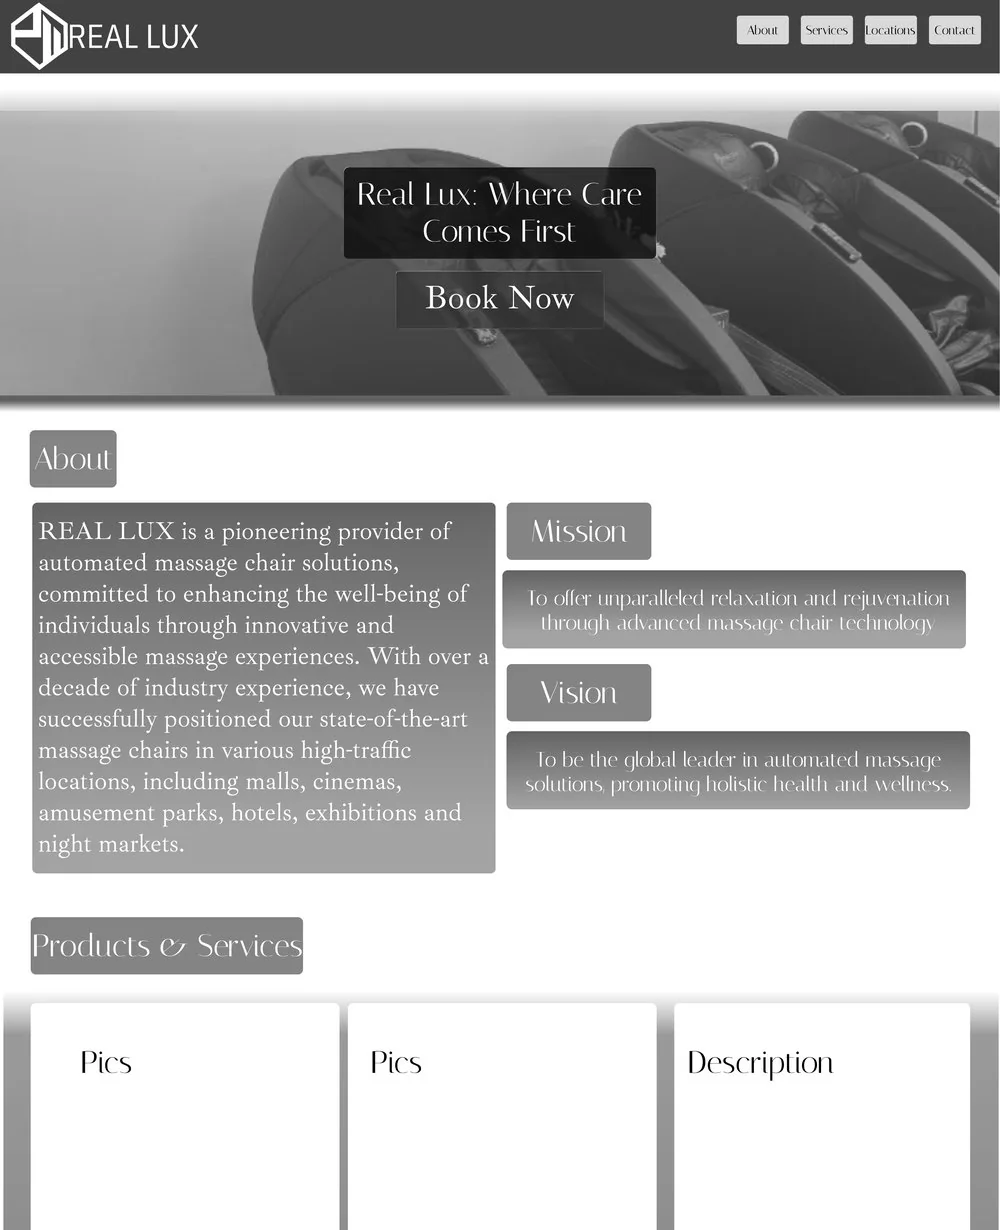 REAL LUX
About
Services
Locations
Contact
Real Lux: Where Care
Comes First
Book Now
About
REAL LUX is a pioneering provider of
automated massage chair solutions,
committed to enhancing the well-being of
individuals through innovative and
accessible massage experiences. With over a
decade of industry experience, we have
successfully positioned our state-of-the-art
massage chairs in various high-traffic
locations, including malls, cinemas,
amusement parks, hotels, exhibitions and
night markets.
Mission
To offer unparalleled relaxation and rejuvenation
through advanced massage chair technology
Vision
To be the global leader in automated massage
solutions, promoting holistic health and wellness.
Products & Services
Pics
Pics
Description